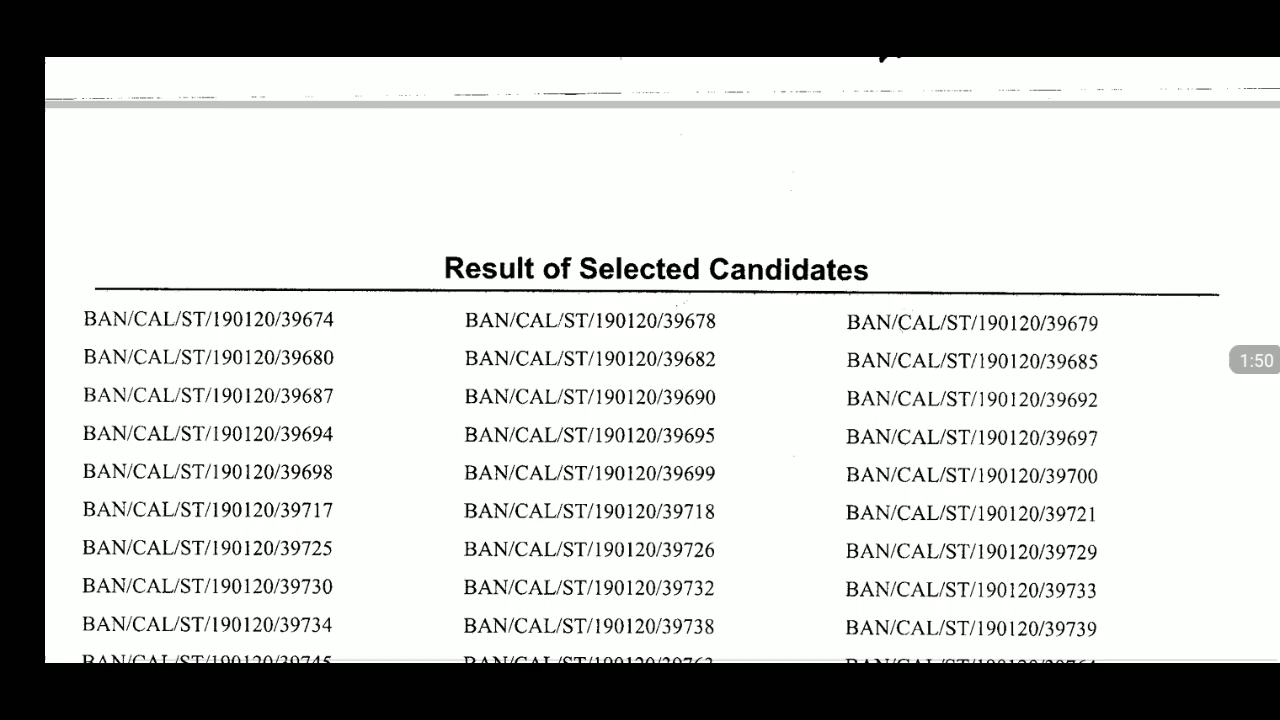 Result of Selected Candidates
BAN/CAL/ST/190120/39674 BAN/CAL/ST/190120/39678 BAN/CAL/ST/190120/39679
BAN/CAL/ST/190120/39680 BAN/CAL/ST/190120/39682 BAN/CAL/ST/190120/39685
1:50
BAN/CAL/ST/190120/39687 BAN/CAL/ST/190120/39690 BAN/CAL/ST/190120/39692
BAN/CAL/ST/190120/39694 BAN/CAL/ST/190120/39695 BAN/CAL/ST/190120/39697
BAN/CAL/ST/190120/39698 BAN/CAL/ST/190120/39699 BAN/CAL/ST/190120/39700
BAN/CAL/ST/190120/39717 BAN/CAL/ST/190120/39718 BAN/CAL/ST/190120/39721
BAN/CAL/ST/190120/39725 BAN/CAL/ST/190120/39726 BAN/CAL/ST/190120/39729
BAN/CAL/ST/190120/39730 BAN/CAL/ST/190120/39732 BAN/CAL/ST/190120/39733
BAN/CAL/ST/190120/39734 BAN/CAL/ST/190120/39738 BAN/CAL/ST/190120/39739